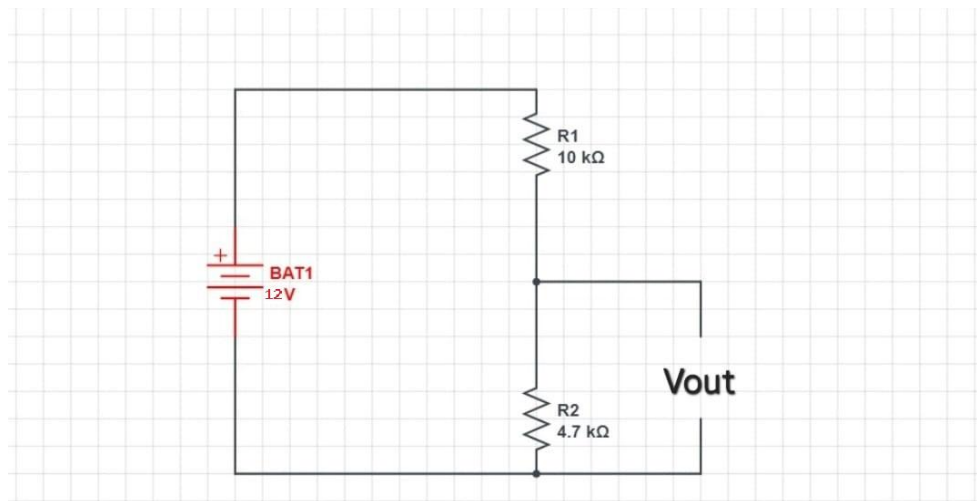 R1
10 kΩ
+
BAT1
12V
Vout
R2
4.7 kΩ